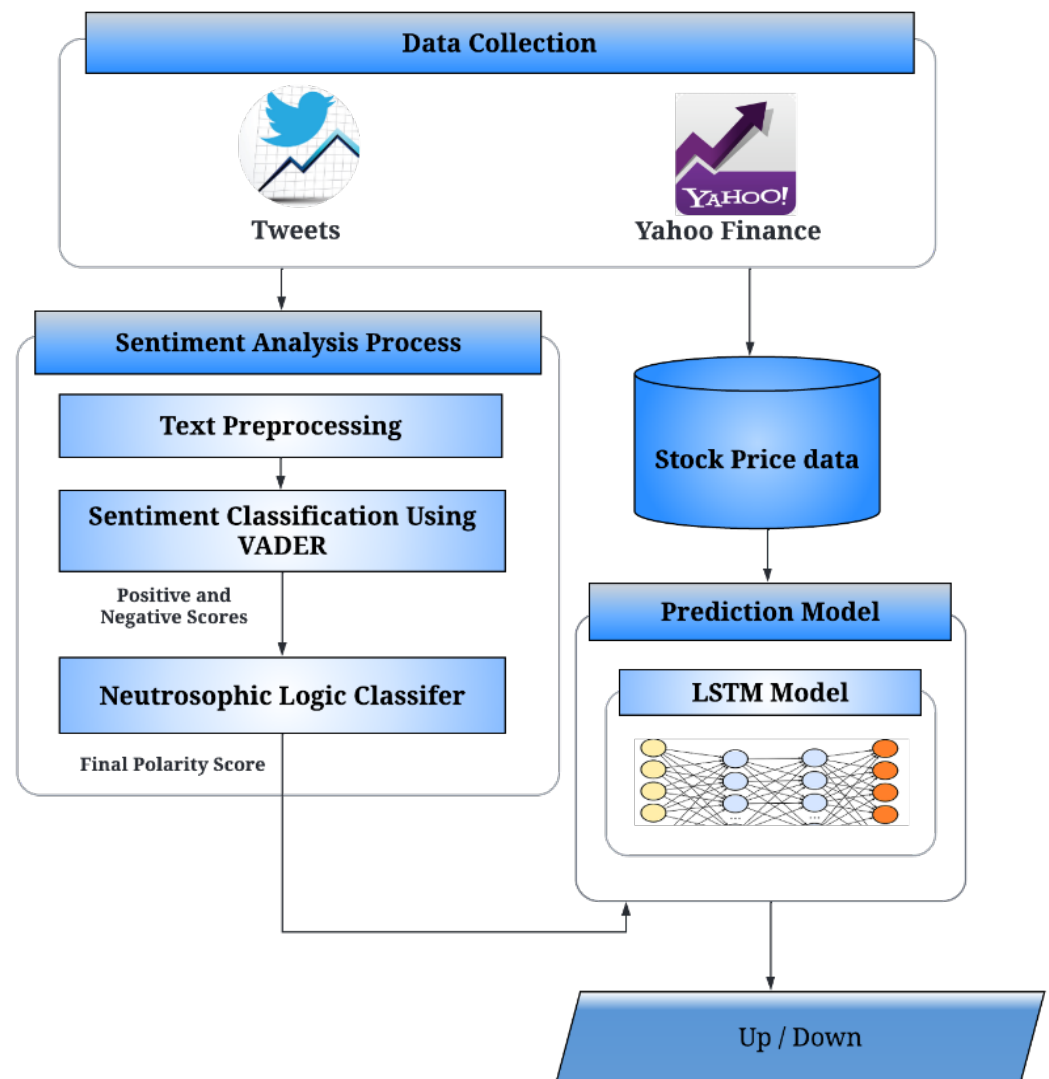 Data Collection
YAHOO!
Tweets
Yahoo Finance
Sentiment Analysis Process
Text Preprocessing
Sentiment Classification Using
VADER
Positive and
Negative Scores
Neutrosophic Logic Classifer
Final Polarity Score
Stock Price data
Prediction Model
LSTM Model
...
...
Up / Down